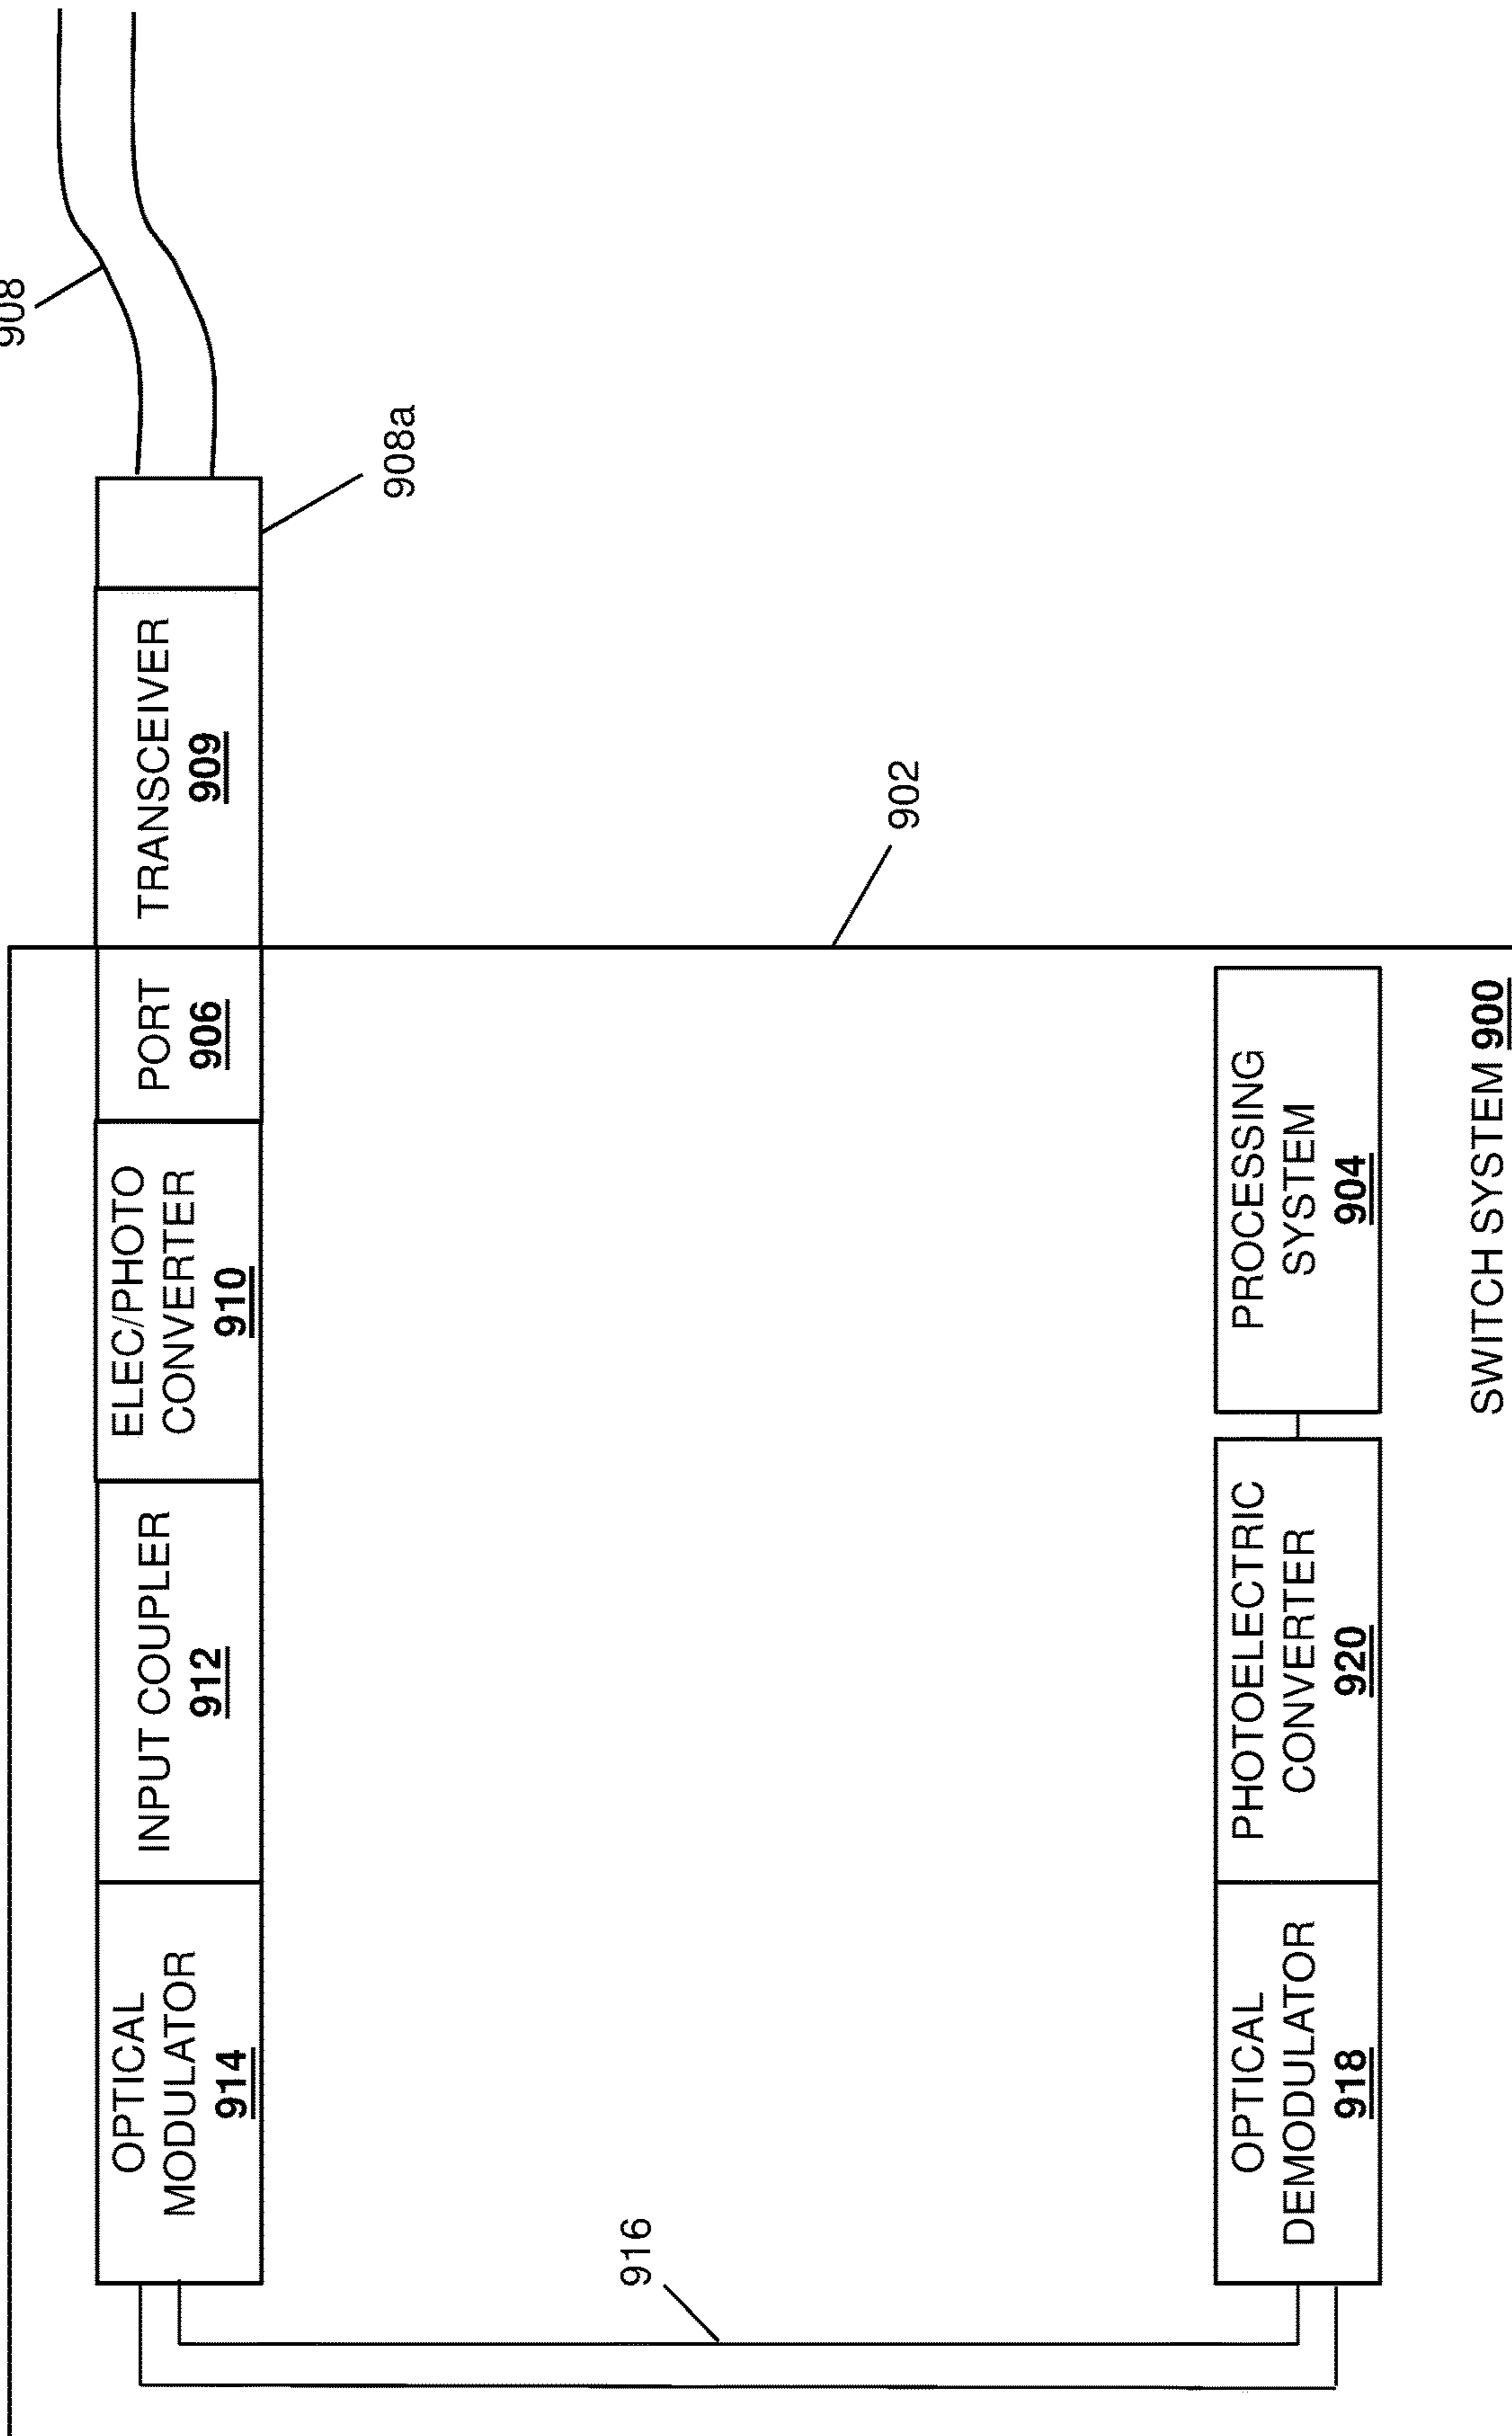 908
908a
TRANSCEIVER
909
902
PORT
906
ELEC/PHOTO
CONVERTER
910
INPUT COUPLER
912
OPTICAL
MODULATOR
914
916
OPTICAL
DEMODULATOR
918
PHOTOELECTRIC
CONVERTER
920
PROCESSING
SYSTEM
904
SWITCH SYSTEM 900